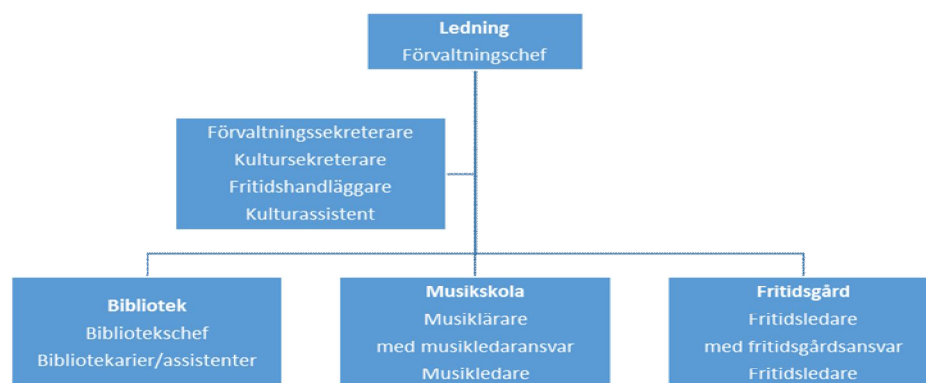 Ledning
Förvaltningschef
Förvaltningssekreterare
Kultursekreterare
Fritidshandläggare
Kulturassistent
Bibliotek
Bibliotekschef
Bibliotekarier/assistenter
Musikskola
Musiklärare
med musikledaransvar
Musikledare
Fritidsgård
Fritidsledare
med fritidsgårdsansvar
Fritidsledare